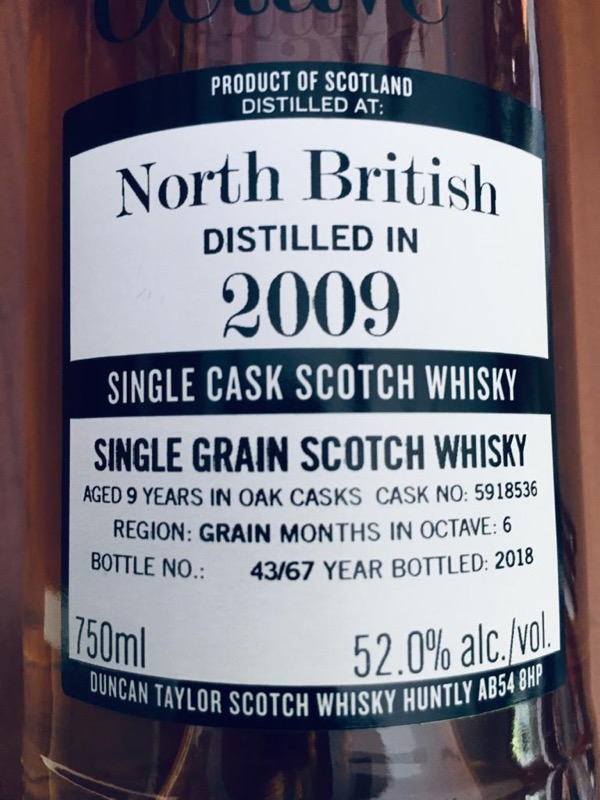 Octave
PRODUCT OF SCOTLAND
DISTILLED AT:
North British
DISTILLED IN
2009
SINGLE CASK SCOTCH WHISKY
SINGLE GRAIN SCOTCH WHISKY
AGED 9 YEARS IN OAK CASKS CASK NO: 5918536
REGION: GRAIN MONTHS IN OCTAVE: 6
BOTTLE NO.: 43/67 YEAR BOTTLED: 2018
750ml 52.0% alc./vol.
DUNCAN TAYLOR SCOTCH WHISKY HUNTLY AB54 8HP